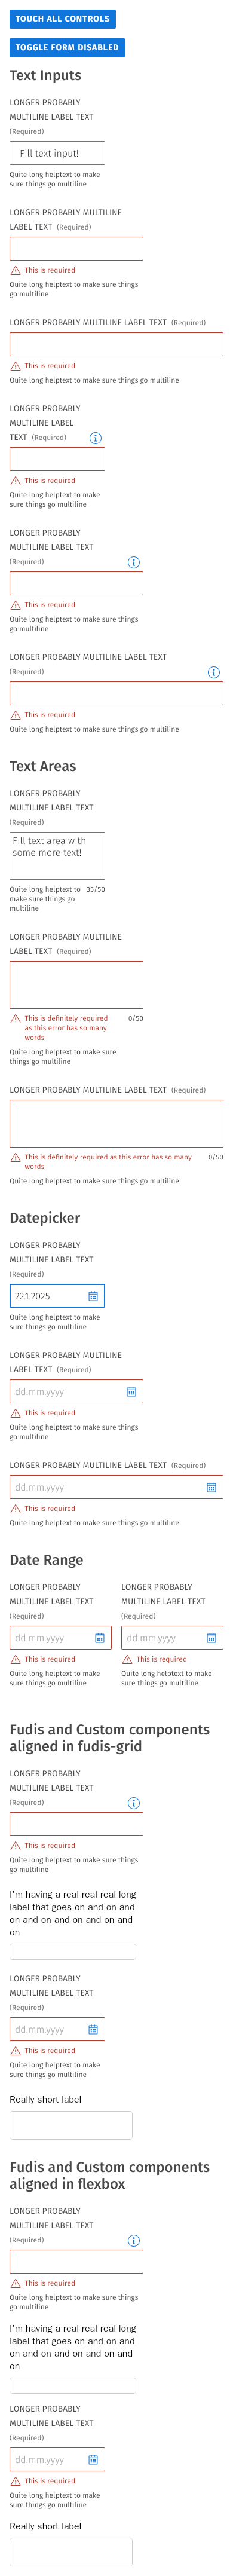 TOUCH ALL CONTROLS
TOGGLE FORM DISABLED
Text Inputs
LONGER PROBABLY
MULTILINE LABEL TEXT
(Required)
Fill text input!
Quite long helptext to make
sure things go multiline
LONGER PROBABLY MULTILINE
LABEL TEXT (Required)
This is required
Quite long helptext to make sure things
go multiline
LONGER PROBABLY MULTILINE LABEL TEXT (Required)
This is required
Quite long helptext to make sure things go multiline
LONGER PROBABLY
MULTILINE LABEL
TEXT (Required)
This is required
Quite long helptext to make
sure things go multiline
LONGER PROBABLY
MULTILINE LABEL TEXT
(Required)
This is required
Quite long helptext to make sure things
go multiline
LONGER PROBABLY MULTILINE LABEL TEXT
(Required)
This is required
Quite long helptext to make sure things go multiline
Text Areas
LONGER PROBABLY
MULTILINE LABEL TEXT
(Required)
Fill text area with
some more text!
Quite long helptext to 35/50
make sure things go
multiline
LONGER PROBABLY MULTILINE
LABEL TEXT (Required)
This is definitely required 0/50
as this error has so many
words
Quite long helptext to make sure
things go multiline
LONGER PROBABLY MULTILINE LABEL TEXT (Required)
This is definitely required as this error has so many 0/50
words
Quite long helptext to make sure things go multiline
Datepicker
LONGER PROBABLY
MULTILINE LABEL TEXT
(Required)
22.1.2025
Quite long helptext to make
sure things go multiline
LONGER PROBABLY MULTILINE
LABEL TEXT (Required)
dd.mm.yyyy
This is required
Quite long helptext to make sure things
go multiline
LONGER PROBABLY MULTILINE LABEL TEXT (Required)
dd.mm.yyyy
This is required
Quite long helptext to make sure things go multiline
Date Range
LONGER PROBABLY LONGER PROBABLY
MULTILINE LABEL TEXT MULTILINE LABEL TEXT
(Required) (Required)
dd.mm.yyyy dd.mm.yyyy
This is required This is required
Quite long helptext to make Quite long helptext to make
sure things go multiline sure things go multiline
Fudis and Custom components
aligned in fudis-grid
LONGER PROBABLY
MULTILINE LABEL TEXT
(Required)
This is required
Quite long helptext to make sure things
go multiline
I'm having a real real real long
label that goes on and on and
on and on and on and on and
on
LONGER PROBABLY
MULTILINE LABEL TEXT
(Required)
dd.mm.yyyy
This is required
Quite long helptext to make
sure things go multiline
Really short label
Fudis and Custom components
aligned in flexbox
LONGER PROBABLY
MULTILINE LABEL TEXT
(Required)
This is required
Quite long helptext to make sure things
go multiline
I'm having a real real real long
label that goes on and on and
on and on and on and on and
on
LONGER PROBABLY
MULTILINE LABEL TEXT
(Required)
dd.mm.yyyy
This is required
Quite long helptext to make
sure things go multiline
Really short label